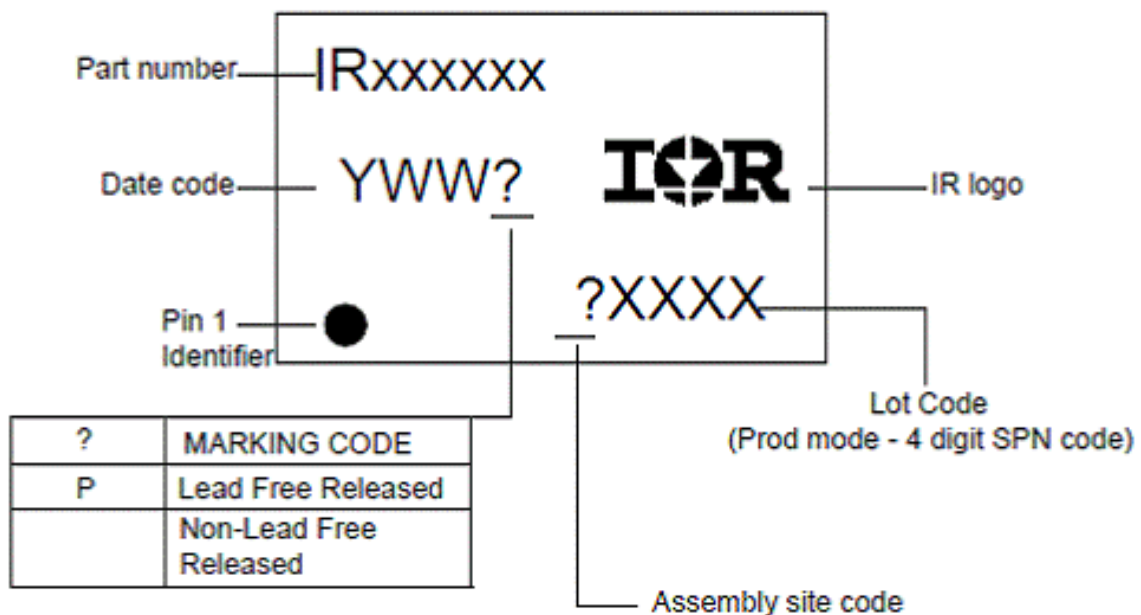 Part number
IRxxxxxx
Date code
YWW?
IOR
IR logo
Pin 1
Identifier
?XXXX
Lot Code
(Prod mode - 4 digit SPN code)
? MARKING CODE
P Lead Free Released
Non-Lead Free
Released
Assembly site code